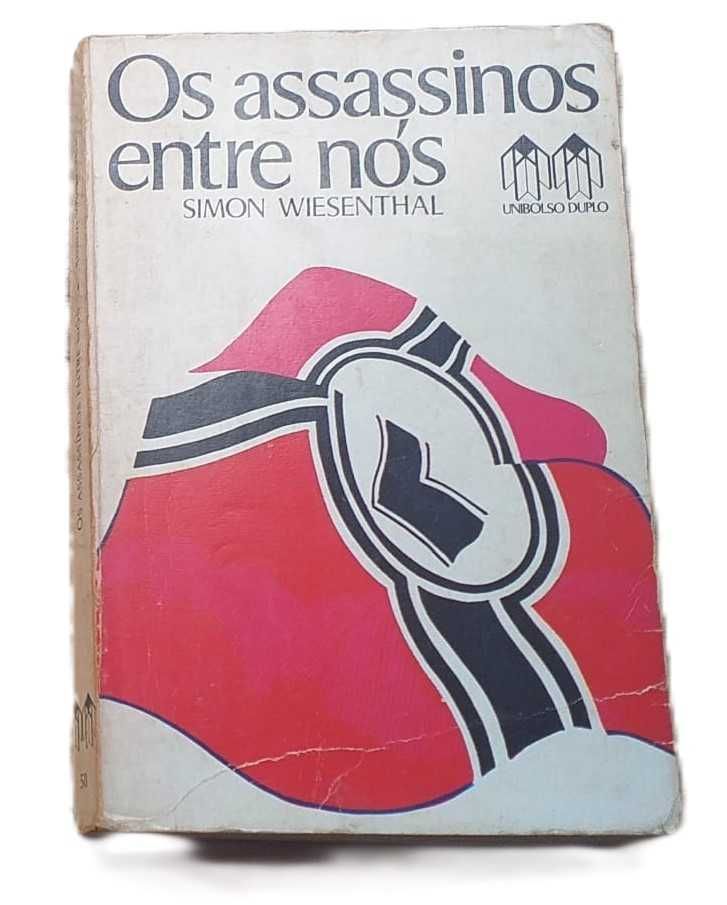 Os assassinos
entre nós
SIMON WIESENTHAL
UNIBOLSO DUPLO
OS ASSASSINOS ENTRE NÓS
50